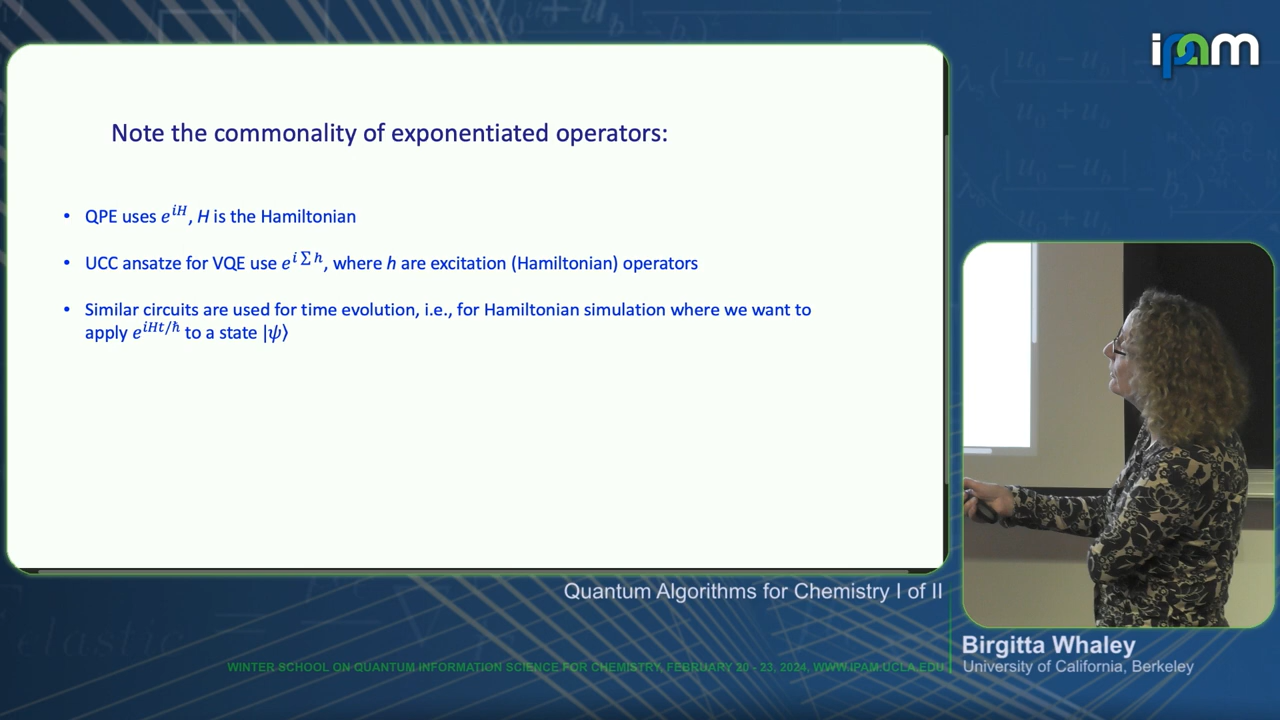 ipam
Note the commonality of exponentiated operators:
• QPE uses e^{iH}, H is the Hamiltonian
• UCC ansatze for VQE use e^{i∑h}, where h are excitation (Hamiltonian) operators
• Similar circuits are used for time evolution, i.e., for Hamiltonian simulation where we want to
apply e^{iHt/ℏ} to a state |ψ⟩
Quantum Algorithms for Chemistry I of II
Birgitta Whaley
University of California, Berkeley
WINTER SCHOOL ON QUANTUM INFORMATION SCIENCE FOR CHEMISTRY, FEBRUARY 20 - 23, 2024, WWW.IPAM.UCLA.EDU
elastic